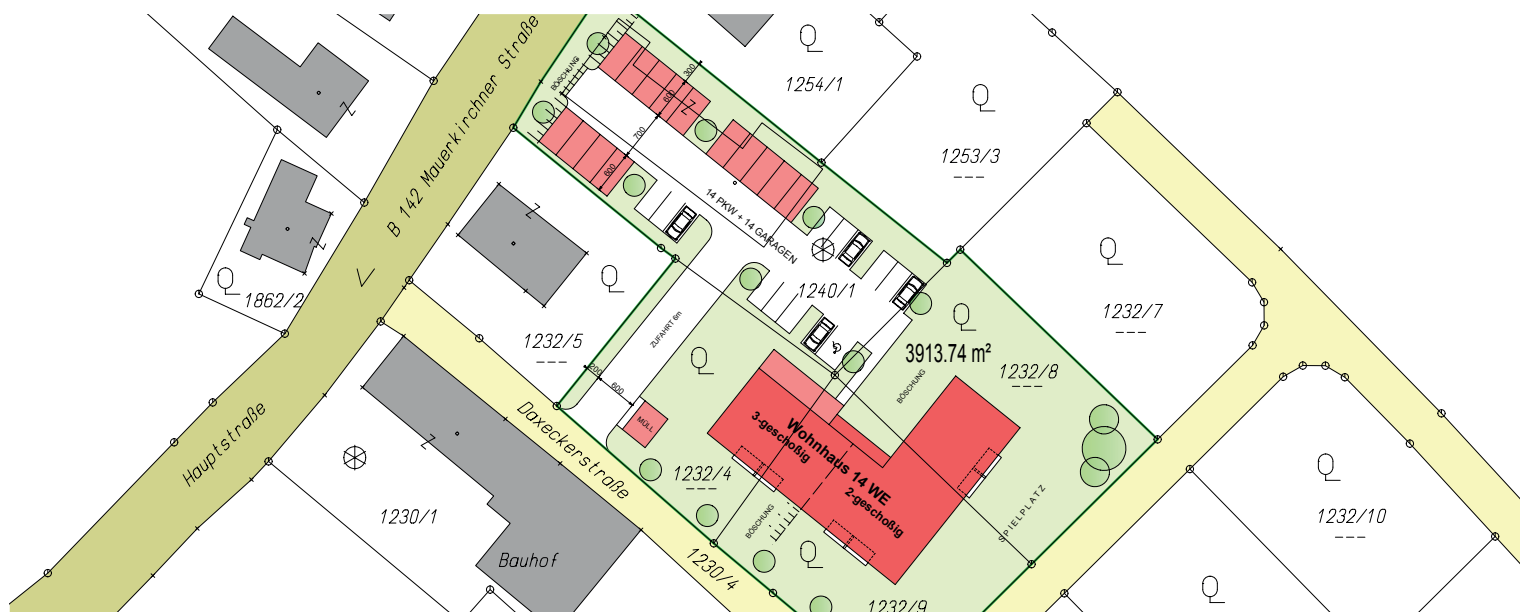 B 142 Mauerkirchner Straße
BÖSCHUNG
300
600
700
600
1254/1
1253/3
14 PKW + 14 GARAGEN
1862/2
1240/1
1232/7
1232/5
ZUFAHRT 6m
3913.74 m²
1232/8
200
600
BÖSCHUNG
MÜLL
Hauptstraße
Daxeckerstraße
Wohnhaus 14 WE
3-geschoßig
2-geschoßig
1232/4
SPIELPLATZ
BÖSCHUNG
1230/1
1232/10
Bauhof
1230/4
1232/9